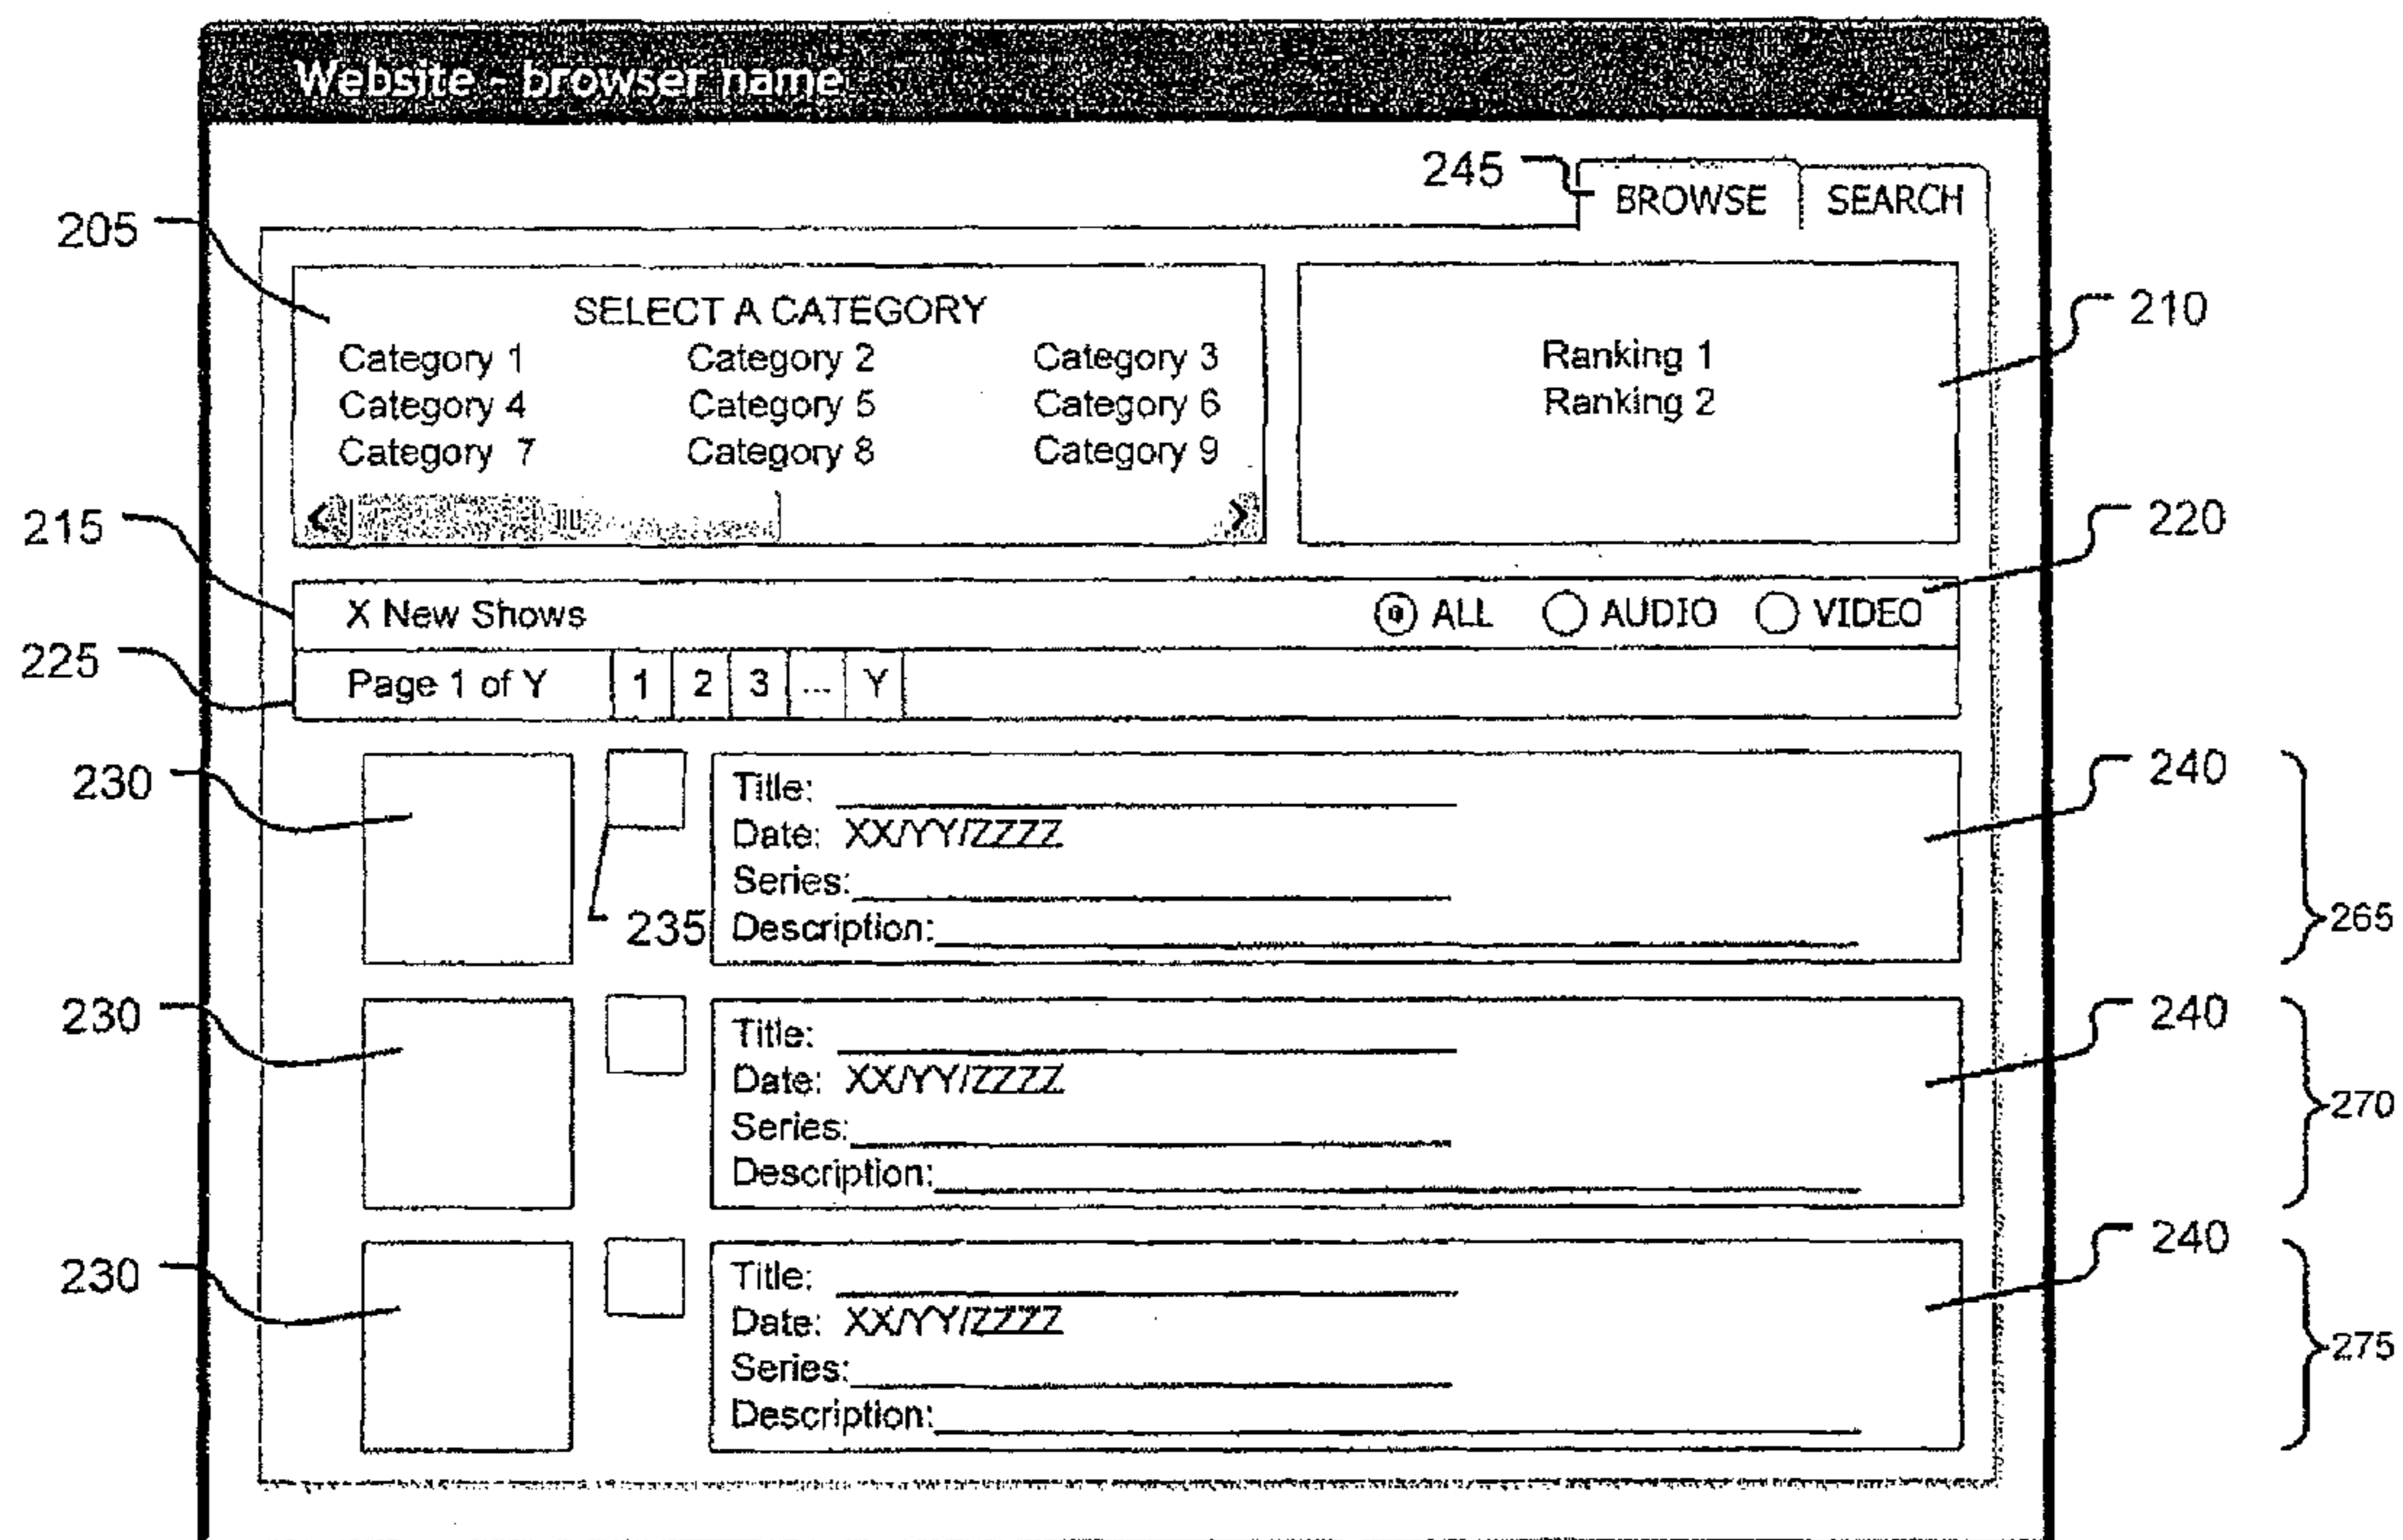 Website - browser name
245 BROWSE SEARCH
205
SELECT A CATEGORY
Category 1 Category 2 Category 3
Category 4 Category 5 Category 6
Category 7 Category 8 Category 9
Ranking 1
Ranking 2
210
215
X New Shows ALL AUDIO VIDEO
220
225
Page 1 of Y 1 2 3 ... Y
230
235
Title:
Date: XX/YY/ZZZZ
Series:
Description:
240
265
230
Title:
Date: XX/YY/ZZZZ
Series:
Description:
240
270
230
Title:
Date: XX/YY/ZZZZ
Series:
Description:
240
275